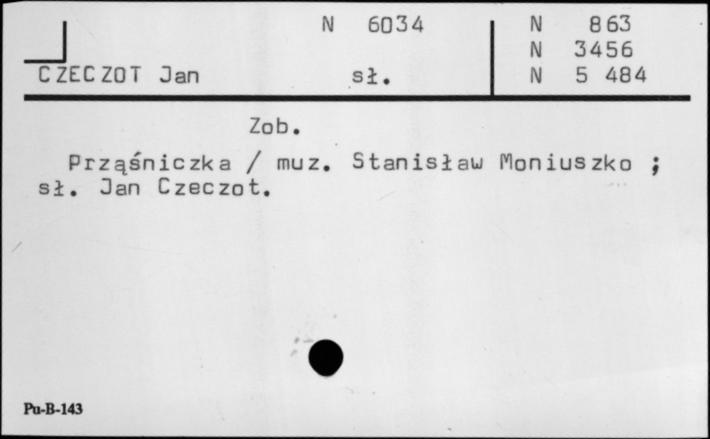 N 6034
N 863
N 3456
CZECZOT Jan sł. N 5 484
Zob.
Prząśniczka / muz. Stanisław Moniuszko ;
sł. Jan Czeczot.
Pu-B-143